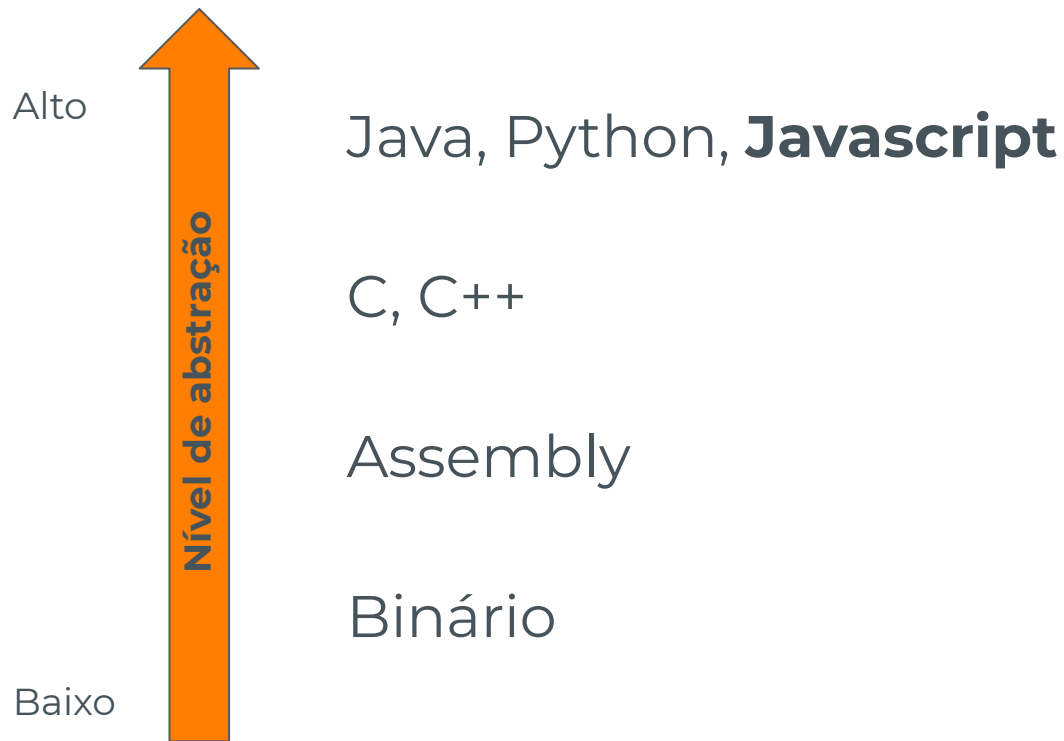 Alto
Java, Python, Javascript
Nível de abstração
C, C++
Assembly
Binário
Baixo